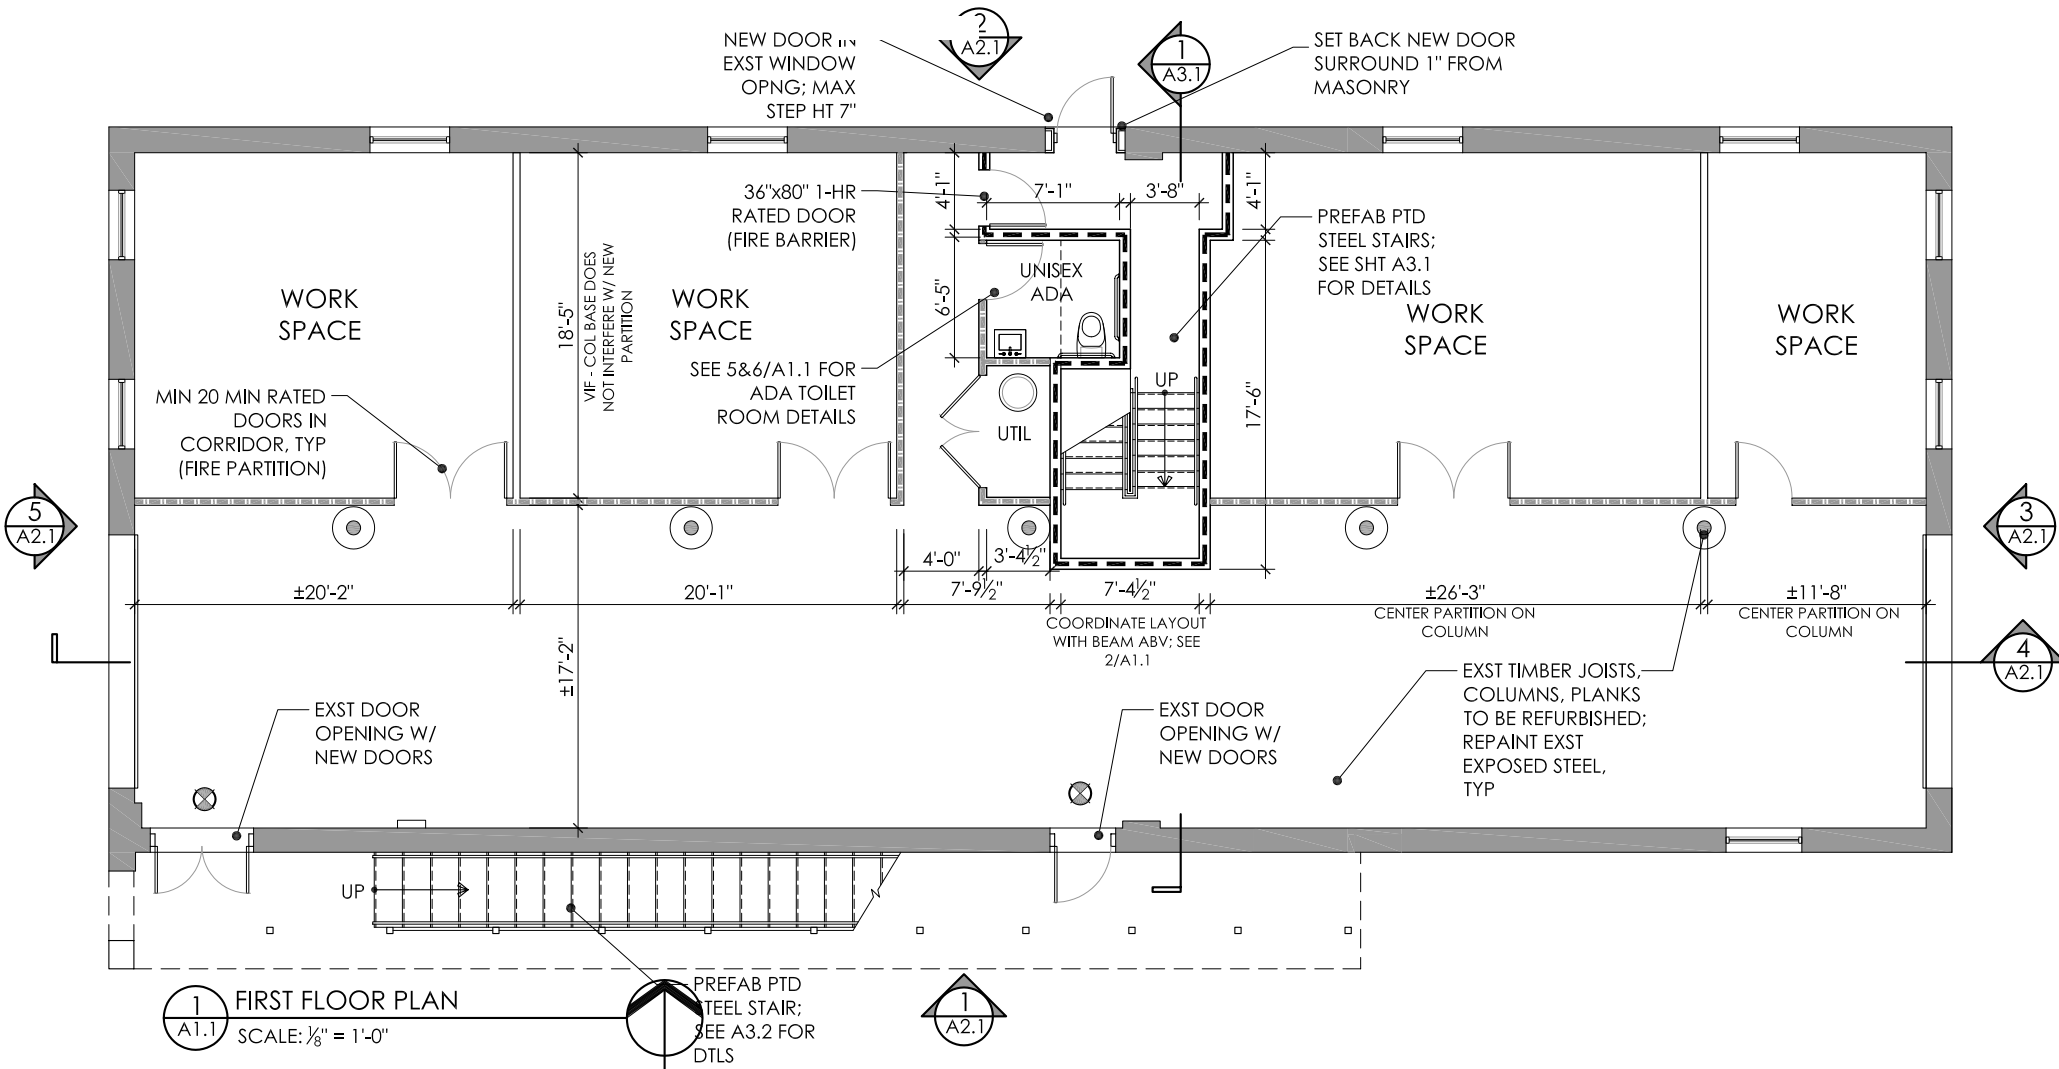 NEW DOOR IN
EXST WINDOW
OPNG; MAX
STEP HT 7"
2
A2.1
1
A3.1
SET BACK NEW DOOR
SURROUND 1" FROM
MASONRY
36"x80" 1-HR
RATED DOOR
(FIRE BARRIER)
4'-1"
7'-1"
3'-8"
4'-1"
PREFAB PTD
STEEL STAIRS;
SEE SHT A3.1
FOR DETAILS
WORK
SPACE
18'-5"
VIF - COL BASE DOES
NOT INTERFERE W/ NEW
PARTITION
WORK
SPACE
6'-5"
UNISEX
ADA
WORK
SPACE
WORK
SPACE
SEE 5&6/A1.1 FOR
ADA TOILET
ROOM DETAILS
MIN 20 MIN RATED
DOORS IN
CORRIDOR, TYP
(FIRE PARTITION)
UTIL
UP
17'-6"
5
A2.1
3
A2.1
4'-0"
3'-4½"
±20'-2"
20'-1"
7'-9½"
7'-4½"
±26'-3"
±11'-8"
COORDINATE LAYOUT
WITH BEAM ABV; SEE
2/A1.1
CENTER PARTITION ON
COLUMN
CENTER PARTITION ON
COLUMN
±17'-2"
4
A2.1
EXST DOOR
OPENING W/
NEW DOORS
EXST DOOR
OPENING W/
NEW DOORS
EXST TIMBER JOISTS,
COLUMNS, PLANKS
TO BE REFURBISHED;
REPAINT EXST
EXPOSED STEEL,
TYP
UP
1
A1.1
FIRST FLOOR PLAN
SCALE: ⅛" = 1'-0"
PREFAB PTD
STEEL STAIR;
SEE A3.2 FOR
DTLS
1
A2.1